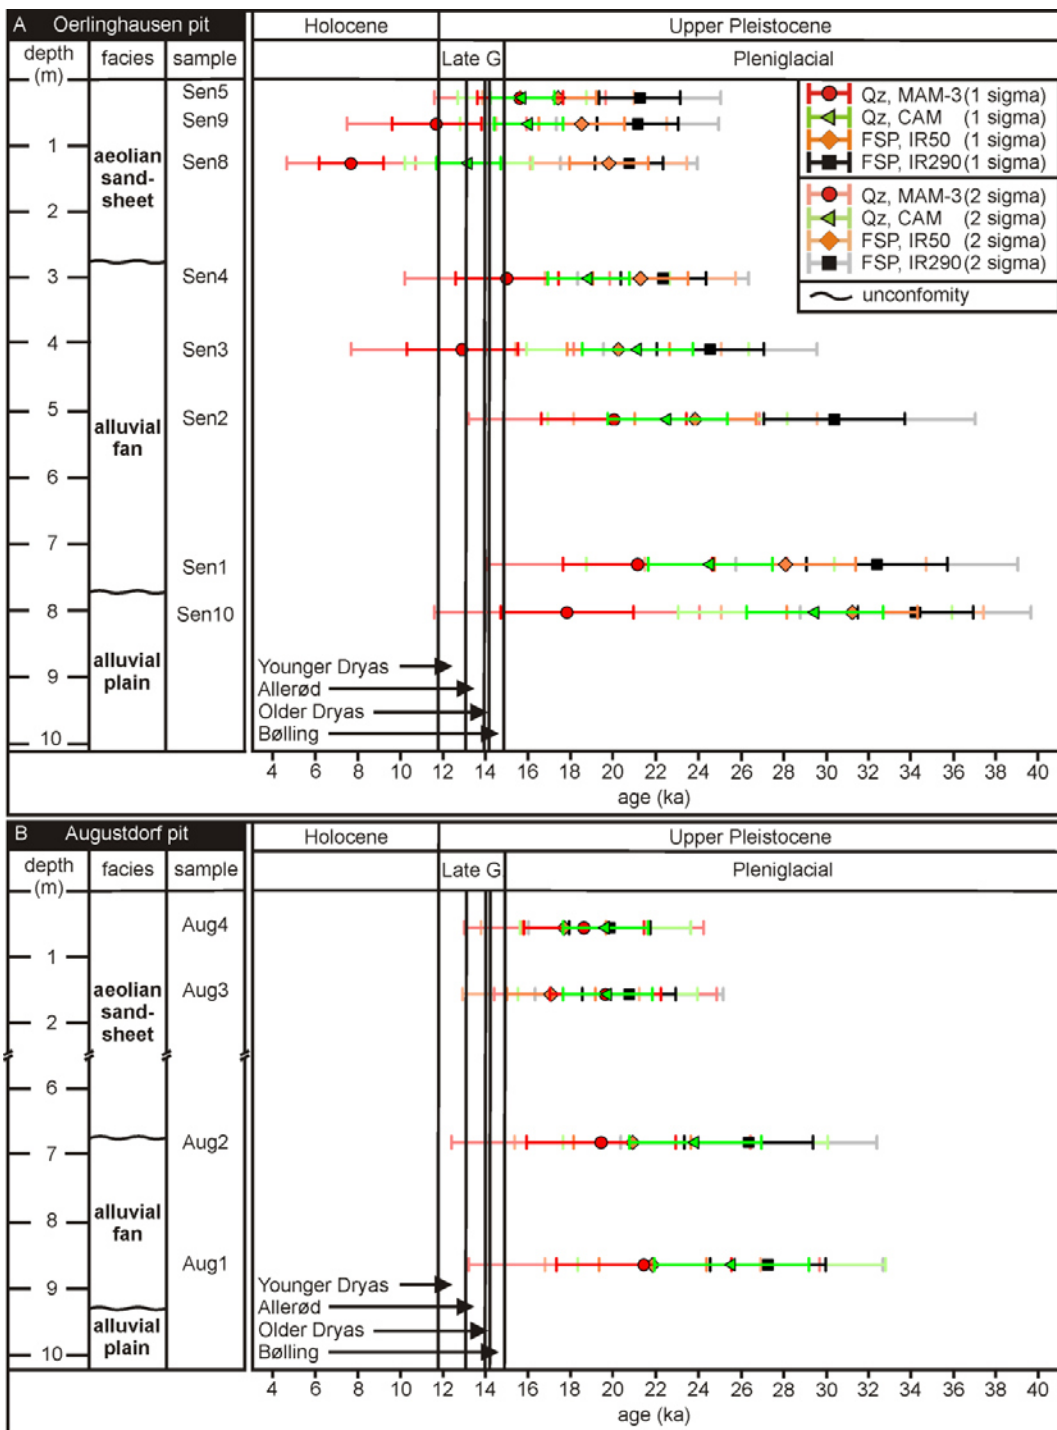 A Oerlinghausen pit
Holocene
Upper Pleistocene
depth
(m)
facies
sample
Late G
Pleniglacial
Sen5
Sen9
1
Sen8
aeolian
sand-
sheet
2
3
Sen4
4
Sen3
5
Sen2
alluvial
fan
6
7
Sen1
8
Sen10
alluvial
plain
9
10
Qz, MAM-3 (1 sigma)
Qz, CAM (1 sigma)
FSP, IR50 (1 sigma)
FSP, IR290 (1 sigma)
Qz, MAM-3 (2 sigma)
Qz, CAM (2 sigma)
FSP, IR50 (2 sigma)
FSP, IR290 (2 sigma)
unconfomity
Younger Dryas
Allerød
Older Dryas
Bølling
4 6 8 10 12 14 16 18 20 22 24 26 28 30 32 34 36 38 40
age (ka)
B Augustdorf pit
Holocene
Upper Pleistocene
depth
(m)
facies
sample
Late G
Pleniglacial
Aug4
1
aeolian
sand-
sheet
Aug3
2
6
Aug2
7
alluvial
fan
8
Aug1
9
alluvial
plain
10
Younger Dryas
Allerød
Older Dryas
Bølling
4 6 8 10 12 14 16 18 20 22 24 26 28 30 32 34 36 38 40
age (ka)